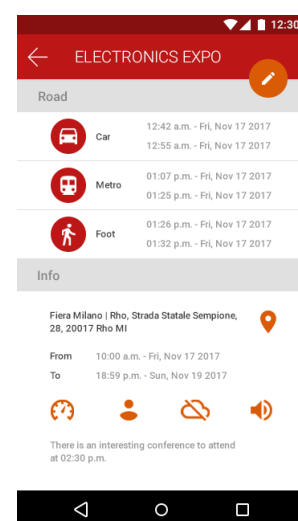 12:30
ELECTRONICS EXPO
Road
Car
12:42 a.m. - Fri, Nov 17 2017
12:55 a.m. - Fri, Nov 17 2017
Metro
01:07 p.m. - Fri, Nov 17 2017
01:25 p.m. - Fri, Nov 17 2017
Foot
01:26 p.m. - Fri, Nov 17 2017
01:32 p.m. - Fri, Nov 17 2017
Info
Fiera Milano | Rho, Strada Statale Sempione,
28, 20017 Rho MI
From 10:00 a.m. - Fri, Nov 17 2017
To 18:59 p.m. - Sun, Nov 19 2017
There is an interesting conference to attend
at 02:30 p.m.